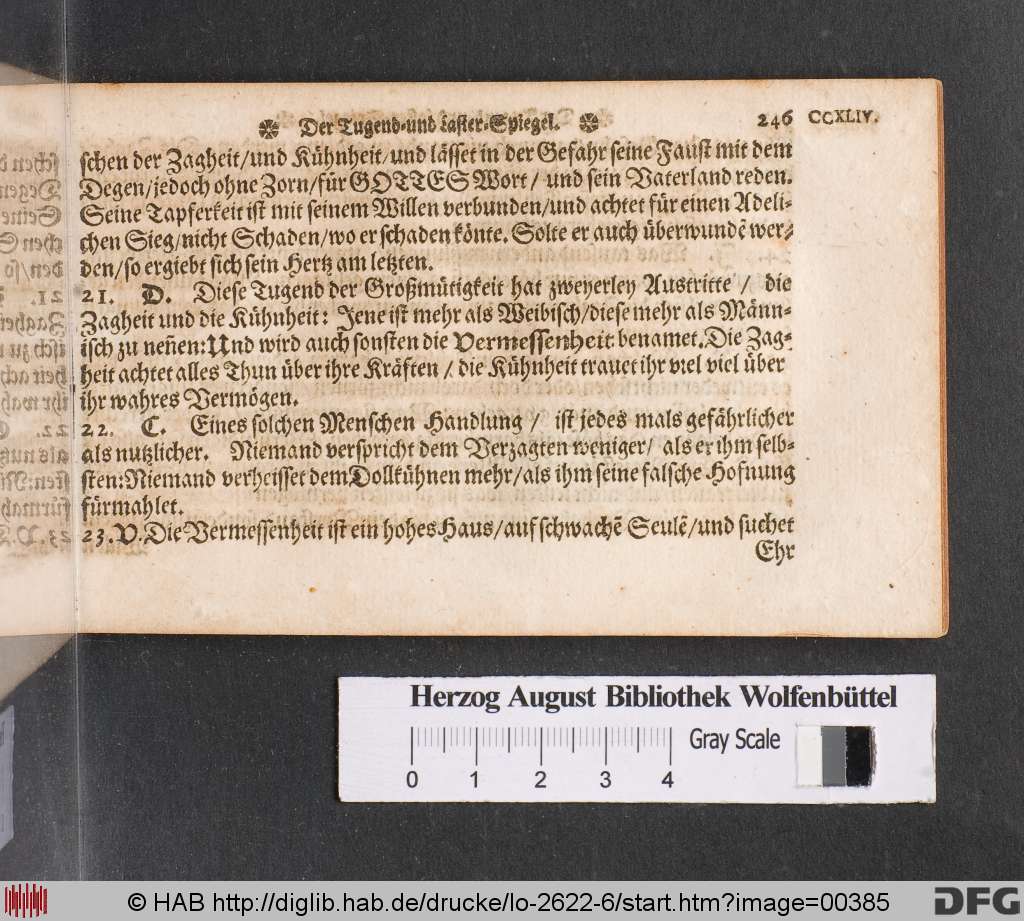 Der Tugend-und Laster-Spiegel. 246 CCXLIV.
schen der Zagheit/und Kühnheit/und lässet in der Gefahr seine Faust mit dem
Degen/jedoch ohne Zorn/für GOTTES Wort/ und sein Vaterland reden.
Seine Tapferkeit ist mit seinem Willen verbunden/und achtet für einen Adeli-
chen Sieg/nicht Schaden/wo er schaden könte. Solte er auch überwundē wer-
den/so ergiebt sich sein Hertz am letzten.
21. D. Diese Tugend der Großmütigkeit hat zweyerley Austritte/ die
Zagheit und die Kühnheit: Jene ist mehr als Weibisch/diese mehr als Männ-
isch zu neñen: Und wird auch sonsten die Vermessenheit benamet. Die Zag-
heit achtet alles Thun über ihre Kräften/ die Kühnheit trauet ihr viel viel über
ihr wahres Vermögen.
22. C. Eines solchen Menschen Handlung/ ist jedes mals gefährlicher
als nutzlicher. Niemand verspricht dem Verzagten weniger/ als er ihm selb-
sten: Niemand verheisset dem Dollkühnen mehr/als ihm seine falsche Hofnung
fürmahlet.
23. V. Die Vermessenheit ist ein hohes Haus/auf schwachē Seulē/und suchet
Ehr
Herzog August Bibliothek Wolfenbüttel
0 1 2 3 4 Gray Scale
© HAB http://diglib.hab.de/drucke/lo-2622-6/start.htm?image=00385 DFG